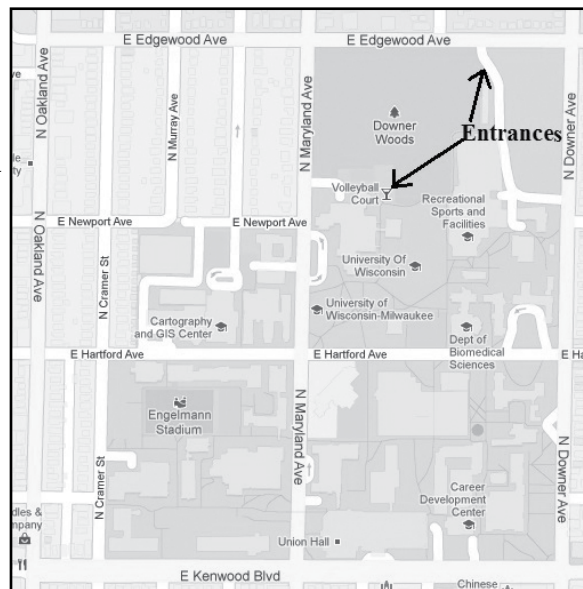 E Edgewood Ave
E Edgewood Ave
N Oakland Ave
N Murray Ave
N Maryland Ave
N Downer Ave
Downer
Woods
Entrances
Volleyball
Court
Recreational
Sports and
Facilities
E Newport Ave
E Newport Ave
N Oakland Ave
N Cramer St
University Of
Wisconsin
University of
Wisconsin-Milwaukee
Cartography
and GIS Center
Dept of
Biomedical
Sciences
E Hartford Ave
E Hartford Ave
E Ha
Engelmann
Stadium
N Maryland Ave
N Downer Ave
N Cramer St
Career
Development
Center
Union Hall
E Kenwood Blvd
Chinese